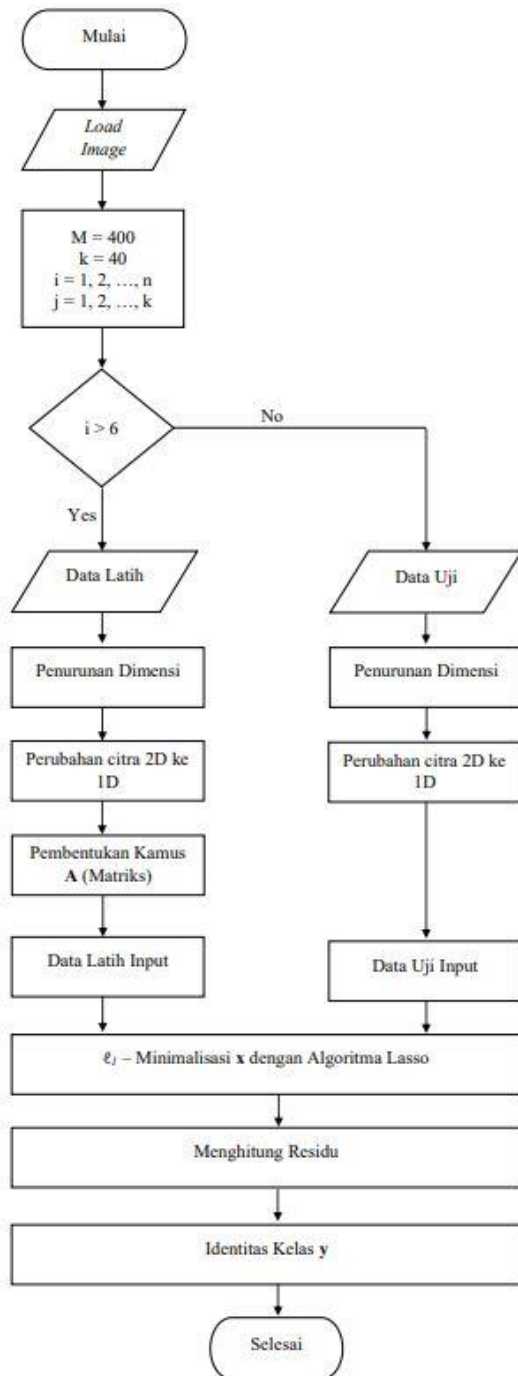 Mulai
Load
Image
M = 400
k = 40
i = 1, 2, …, n
j = 1, 2, …, k
i > 6
No
Yes
Data Latih
Data Uji
Penurunan Dimensi
Penurunan Dimensi
Perubahan citra 2D ke
1D
Perubahan citra 2D ke
1D
Pembentukan Kamus
A (Matriks)
Data Latih Input
Data Uji Input
ℓ₁ – Minimalisasi x dengan Algoritma Lasso
Menghitung Residu
Identitas Kelas y
Selesai